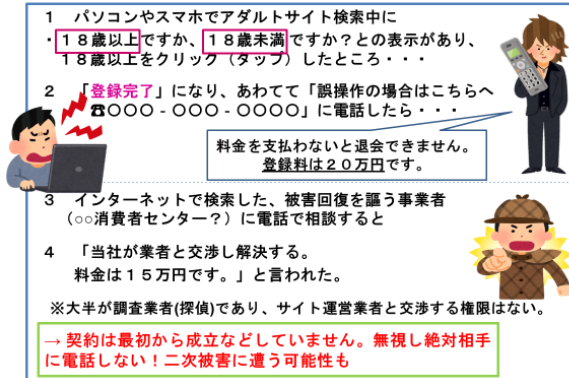 1 パソコンやスマホでアダルトサイト検索中に
・１８歳以上ですか、１８歳未満ですか？との表示があり、
１８歳以上をクリック（タップ）したところ・・・
2 「登録完了」になり、あわてて「誤操作の場合はこちらへ
☎〇〇〇 - 〇〇〇 - 〇〇〇〇」に電話したら・・・
料金を支払わないと退会できません。
登録料は２０万円です。
3 インターネットで検索した、被害回復を謳う事業者
（○○消費者センター？）に電話で相談すると
4 「当社が業者と交渉し解決する。
料金は１５万円です。」と言われた。
※大半が調査業者(探偵)であり、サイト運営業者と交渉する権限はない。
→ 契約は最初から成立などしていません。無視し絶対相手
に電話しない！二次被害に遭う可能性も